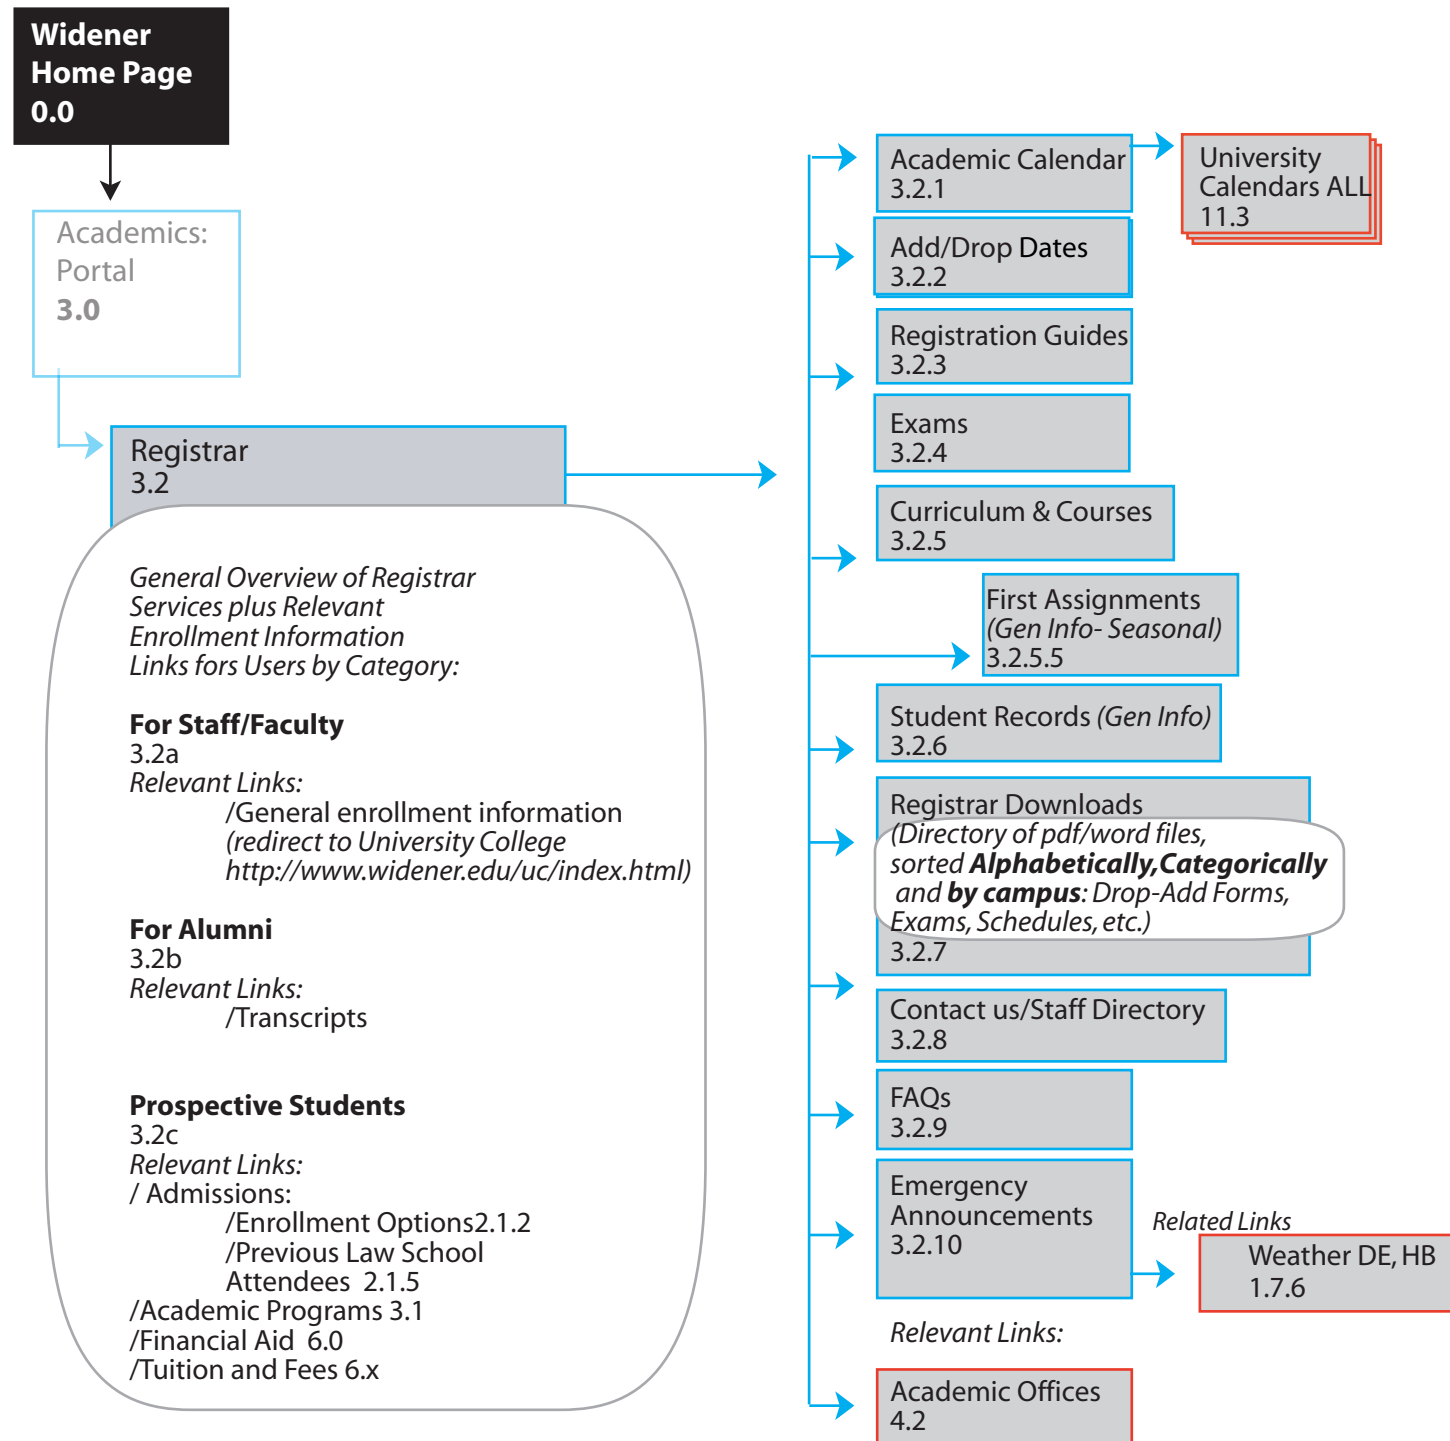 Widener
Home Page
0.0
Academics:
Portal
3.0
Registrar
3.2
General Overview of Registrar
Services plus Relevant
Enrollment Information
Links fors Users by Category:
For Staff/Faculty
3.2a
Relevant Links:
/General enrollment information
(redirect to University College
http://www.widener.edu/uc/index.html)
For Alumni
3.2b
Relevant Links:
/Transcripts
Prospective Students
3.2c
Relevant Links:
/ Admissions:
/Enrollment Options2.1.2
/Previous Law School
Attendees 2.1.5
/Academic Programs 3.1
/Financial Aid 6.0
/Tuition and Fees 6.x
Academic Calendar
3.2.1
University
Calendars ALL
11.3
Add/Drop Dates
3.2.2
Registration Guides
3.2.3
Exams
3.2.4
Curriculum & Courses
3.2.5
First Assignments
(Gen Info- Seasonal)
3.2.5.5
Student Records (Gen Info)
3.2.6
Registrar Downloads
(Directory of pdf/word files,
sorted Alphabetically,Categorically
and by campus: Drop-Add Forms,
Exams, Schedules, etc.)
3.2.7
Contact us/Staff Directory
3.2.8
FAQs
3.2.9
Emergency
Announcements
3.2.10
Related Links
Weather DE, HB
1.7.6
Relevant Links:
Academic Offices
4.2